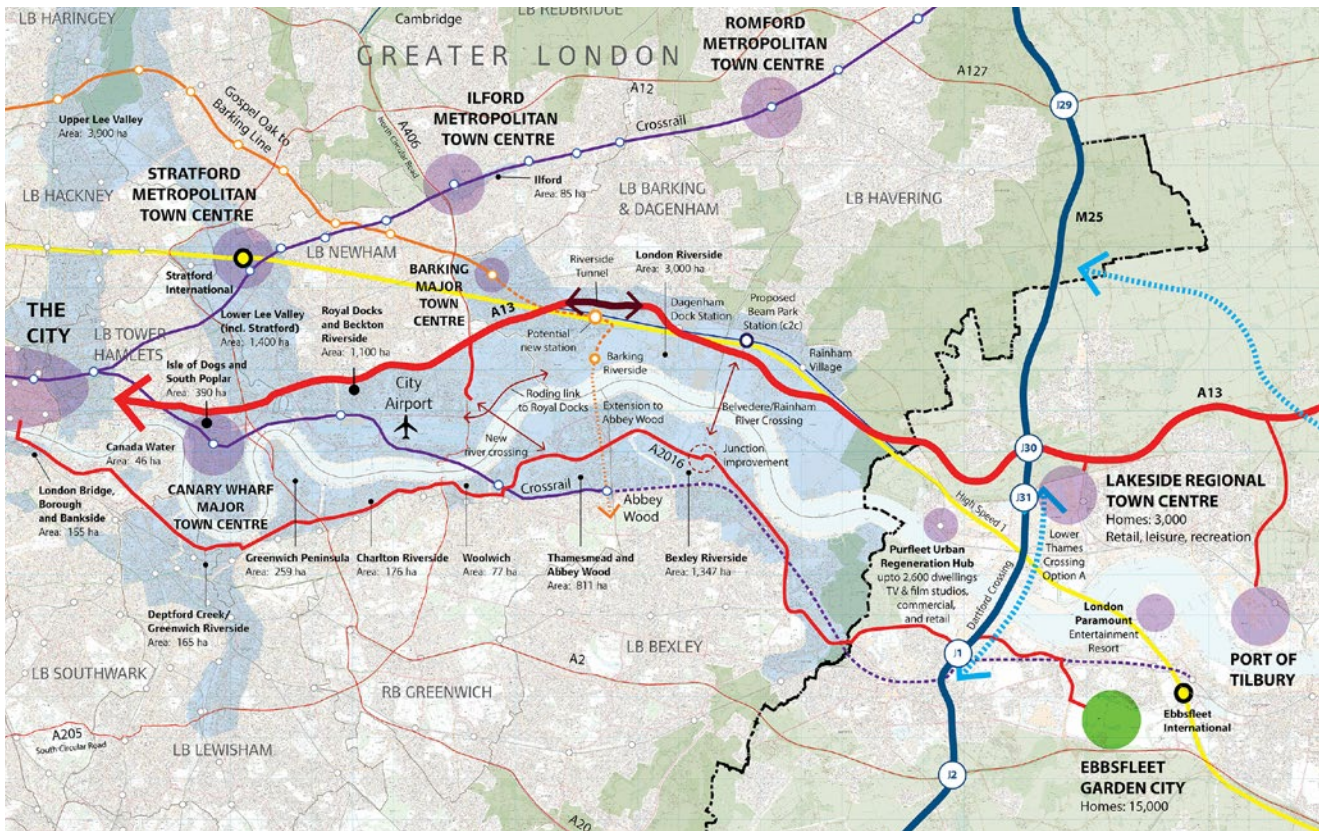 LB HARINGEY
Cambridge
LB REDBRIDGE
GREATER LONDON
ROMFORD
METROPOLITAN
TOWN CENTRE
A127
A12
J29
Upper Lee Valley
Area: 3,900 ha
Gospel Oak to
Barking Line
A406
North Circular Road
ILFORD
METROPOLITAN
TOWN CENTRE
Crossrail
Ilford
Area: 85 ha
LB HACKNEY
STRATFORD
METROPOLITAN
TOWN CENTRE
LB BARKING
& DAGENHAM
LB HAVERING
M25
LB NEWHAM
Stratford
International
BARKING
MAJOR
TOWN
CENTRE
Riverside
Tunnel
London Riverside
Area: 3,000 ha
THE
CITY
LB TOWER
HAMLETS
Lower Lee Valley
(incl. Stratford)
Area: 1,400 ha
Royal Docks
and Beckton
Riverside
Area: 1,100 ha
A13
Dagenham
Dock Station
Proposed
Beam Park
Station (c2c)
Potential
new station
Isle of Dogs and
South Poplar
Area: 390 ha
City
Airport
Barking
Riverside
Rainham
Village
Roding link
to Royal Docks
Extension to
Abbey Wood
Belvedere/Rainham
River Crossing
A13
Canada Water
Area: 46 ha
New
river crossing
A2016
Junction
improvement
J30
London Bridge,
Borough
and Bankside
Area: 155 ha
CANARY WHARF
MAJOR
TOWN CENTRE
Crossrail
Abbey
Wood
High Speed 1
J31
LAKESIDE REGIONAL
TOWN CENTRE
Homes: 3,000
Retail, leisure, recreation
Greenwich Peninsula
Area: 259 ha
Charlton Riverside
Area: 176 ha
Woolwich
Area: 77 ha
Thamesmead and
Abbey Wood
Area: 811 ha
Bexley Riverside
Area: 1,347 ha
Purfleet Urban
Regeneration Hub
upto 2,600 dwellings
TV & film studios,
commercial,
and retail
Dartford Crossing
Lower
Thames
Crossing
Option A
Deptford Creek/
Greenwich Riverside
Area: 165 ha
London
Paramount
Entertainment
Resort
LB SOUTHWARK
A2
LB BEXLEY
J1
PORT OF
TILBURY
RB GREENWICH
Ebbsfleet
International
A205
South Circular Road
LB LEWISHAM
J2
EBBSFLEET
GARDEN CITY
Homes: 15,000
A20